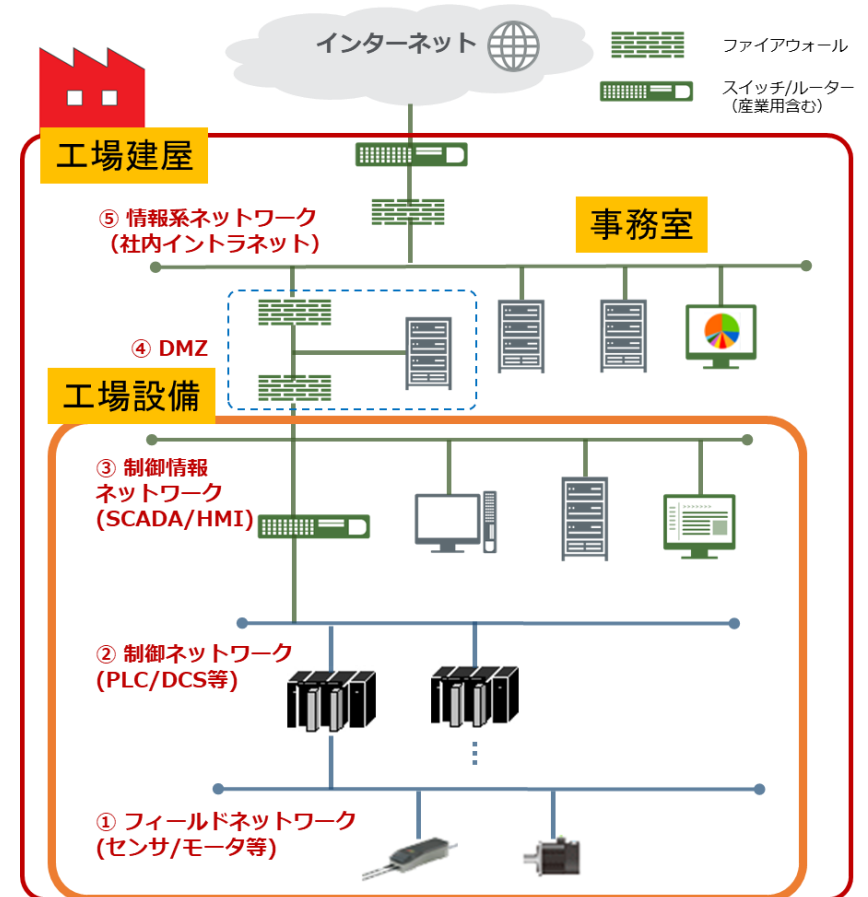 インターネット
ファイアウォール
スイッチ/ルーター
（産業用含む）
工場建屋
⑤ 情報系ネットワーク
（社内イントラネット）
事務室
④ DMZ
工場設備
③ 制御情報
ネットワーク
(SCADA/HMI)
② 制御ネットワーク
(PLC/DCS等)
① フィールドネットワーク
(センサ/モータ等)